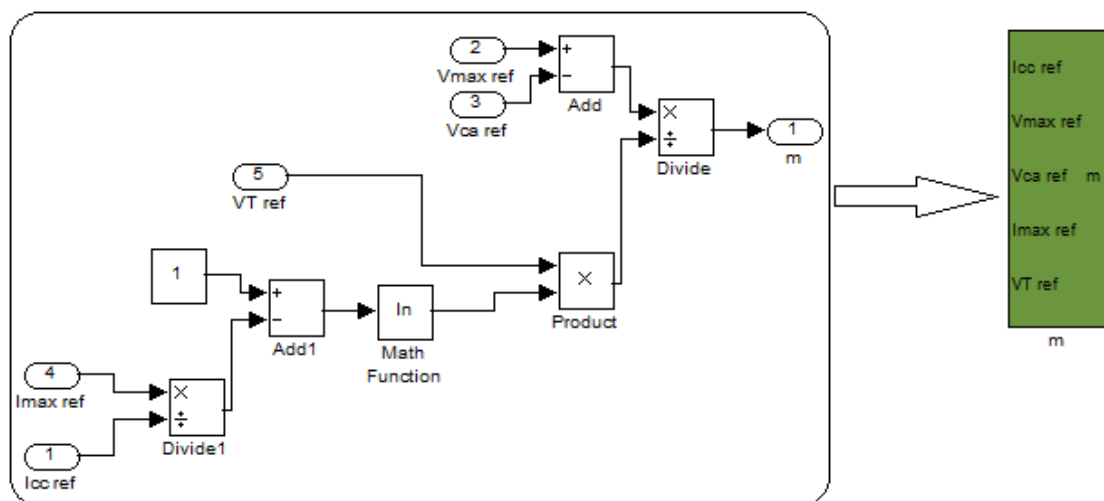 2
Vmax ref
3
Vca ref
+
−
Add
×
÷
Divide
1
m
5
VT ref
1
+
−
Add1
ln
Math
Function
×
Product
4
Imax ref
1
Icc ref
×
÷
Divide1
Icc ref
Vmax ref
Vca ref m
Imax ref
VT ref
m